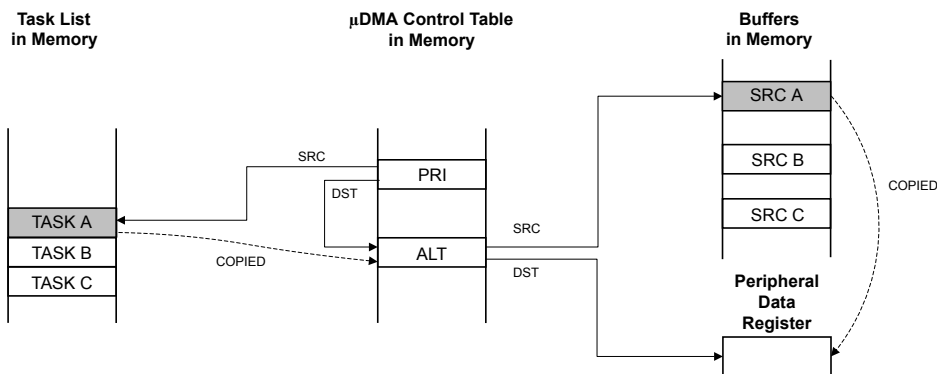 Task List
in Memory
µDMA Control Table
in Memory
Buffers
in Memory
SRC A
SRC
PRI
SRC B
COPIED
DST
TASK A
SRC C
SRC
TASK B
ALT
COPIED
DST
TASK C
Peripheral
Data
Register